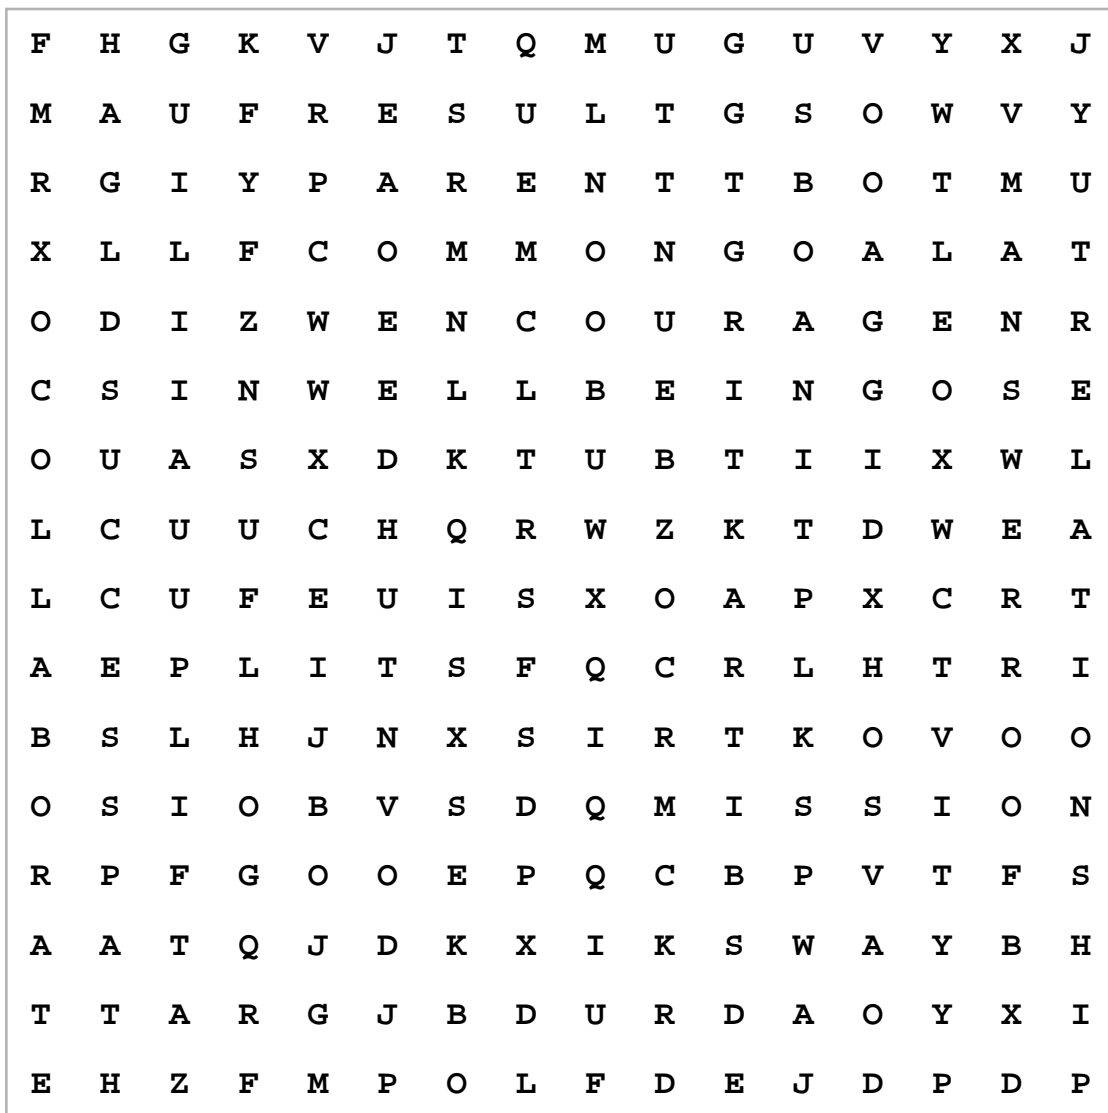 F H G K V J T Q M U G U V Y X J
M A U F R E S U L T G S O W V Y
R G I Y P A R E N T T B O T M U
X L L F C O M M O N G O A L A T
O D I Z W E N C O U R A G E N R
C S I N W E L L B E I N G O S E
O U A S X D K T U B T I I X W L
L C U U C H Q R W Z K T D W E A
L C U F E U I S X O A P X C R T
A E P L I T S F Q C R L H T R I
B S L H J N X S I R T K O V O O
O S I O B V S D Q M I S S I O N
R P F G O O E P Q C B P V T F S
A A T Q J D K X I K S W A Y B H
T T A R G J B D U R D A O Y X I
E H Z F M P O L F D E J D P D P